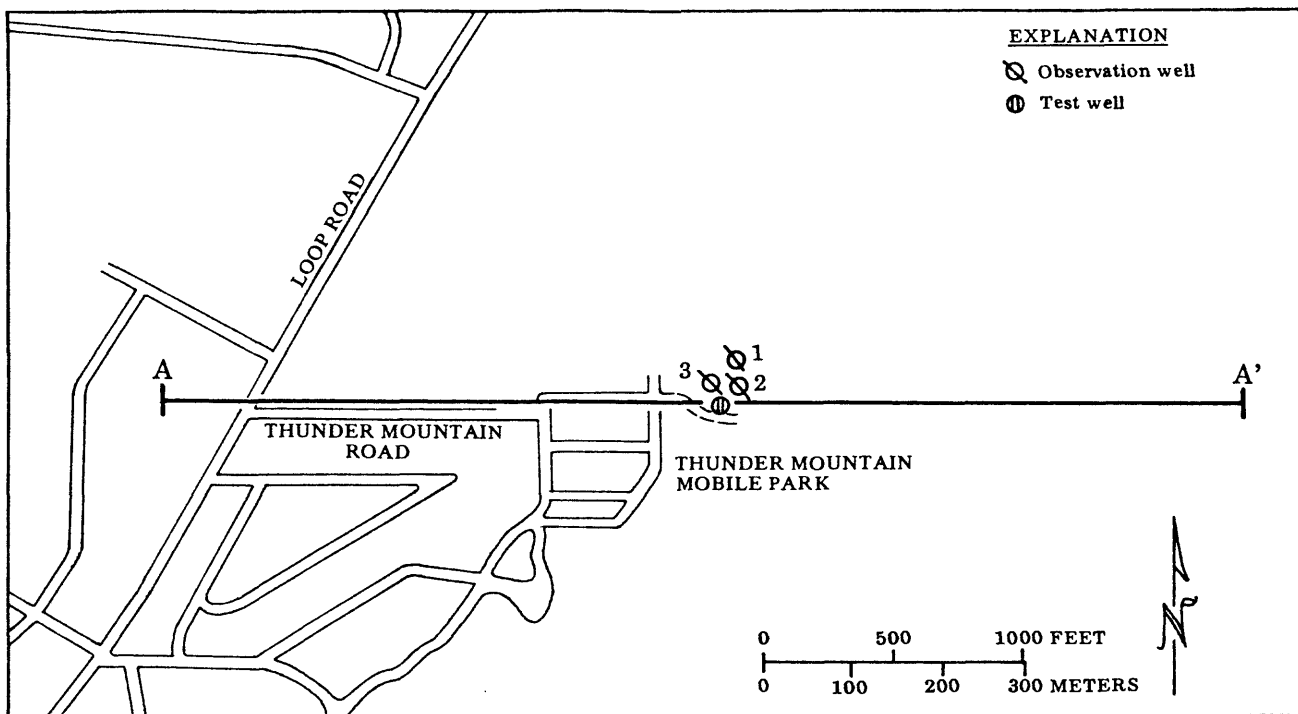 EXPLANATION
Observation well
Test well
LOOP ROAD
1
3
2
A
A'
THUNDER MOUNTAIN
ROAD
THUNDER MOUNTAIN
MOBILE PARK
N
0 500 1000 FEET
0 100 200 300 METERS